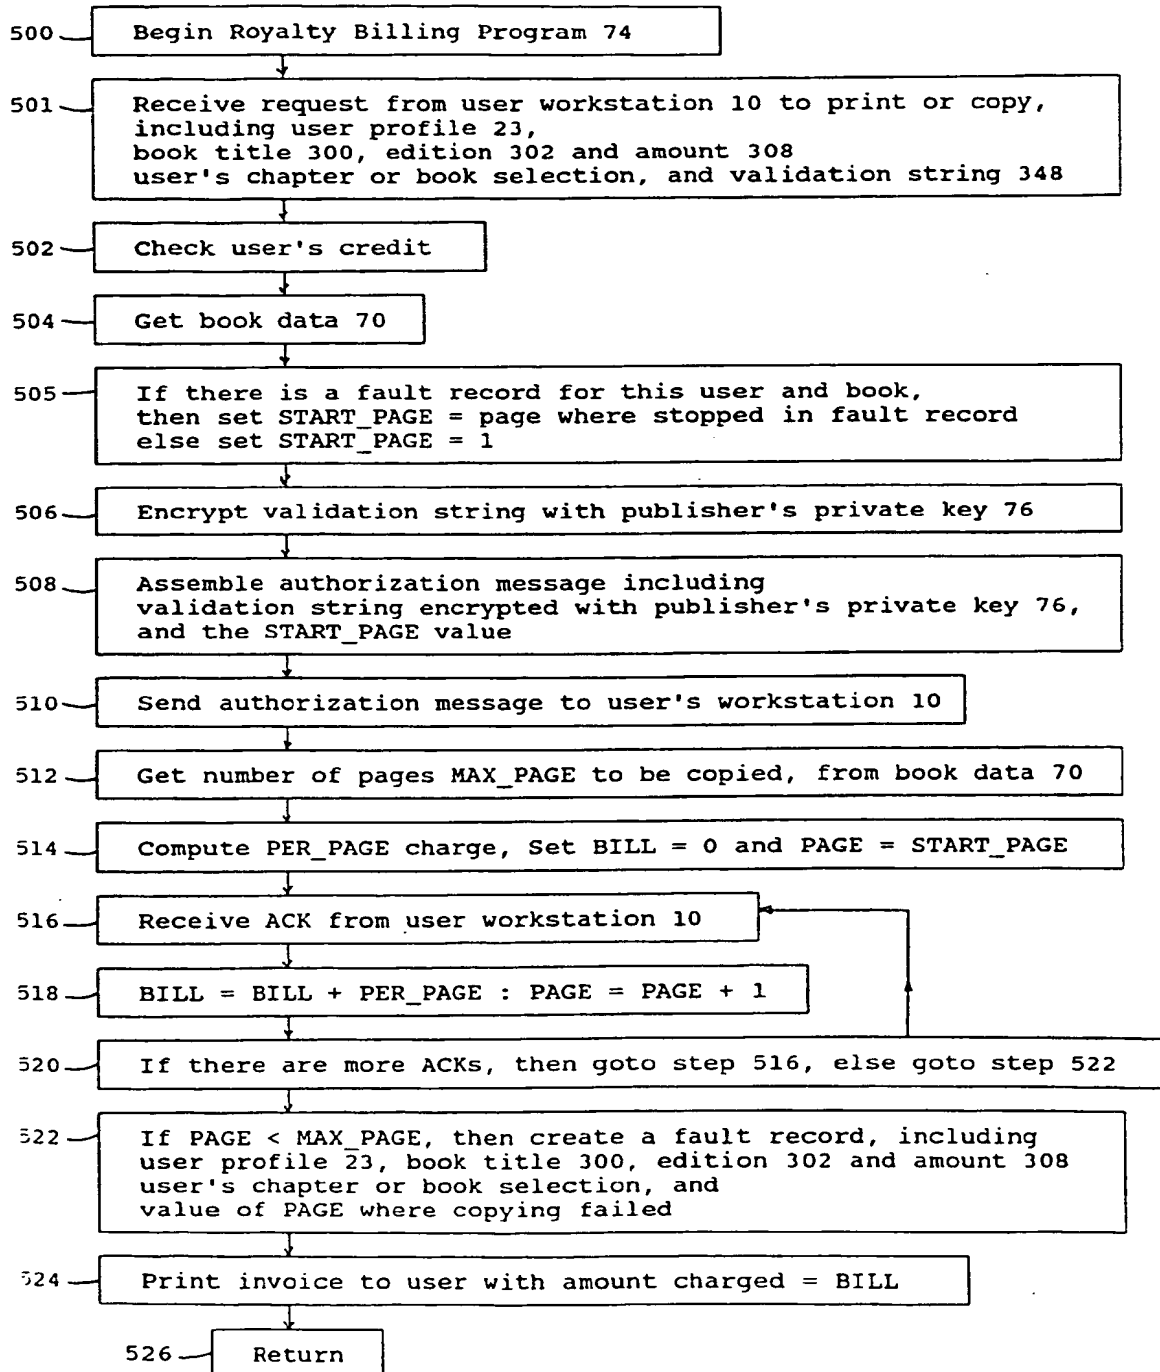 500 Begin Royalty Billing Program 74
501 Receive request from user workstation 10 to print or copy,
including user profile 23,
book title 300, edition 302 and amount 308
user's chapter or book selection, and validation string 348
502 Check user's credit
504 Get book data 70
505 If there is a fault record for this user and book,
then set START_PAGE = page where stopped in fault record
else set START_PAGE = 1
506 Encrypt validation string with publisher's private key 76
508 Assemble authorization message including
validation string encrypted with publisher's private key 76,
and the START_PAGE value
510 Send authorization message to user's workstation 10
512 Get number of pages MAX_PAGE to be copied, from book data 70
514 Compute PER_PAGE charge, Set BILL = 0 and PAGE = START_PAGE
516 Receive ACK from user workstation 10
518 BILL = BILL + PER_PAGE : PAGE = PAGE + 1
520 If there are more ACKs, then goto step 516, else goto step 522
522 If PAGE < MAX_PAGE, then create a fault record, including
user profile 23, book title 300, edition 302 and amount 308
user's chapter or book selection, and
value of PAGE where copying failed
524 Print invoice to user with amount charged = BILL
526 Return